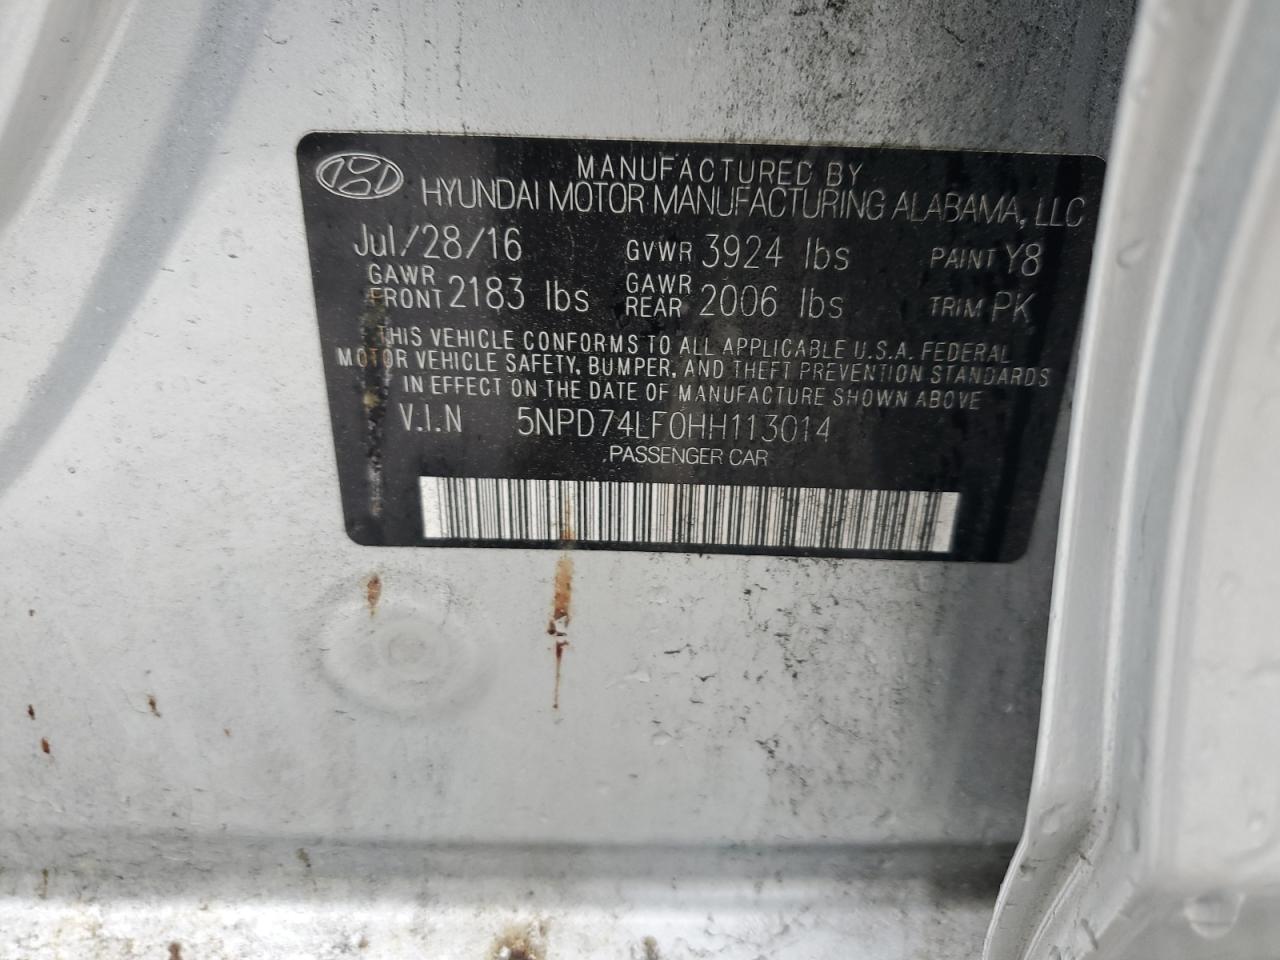 MANUFACTURED BY
HYUNDAI MOTOR MANUFACTURING ALABAMA, LLC
Jul/28/16 GVWR 3924 lbs PAINT Y8
GAWR FRONT 2183 lbs GAWR REAR 2006 lbs TRIM PK
THIS VEHICLE CONFORMS TO ALL APPLICABLE U.S.A. FEDERAL
MOTOR VEHICLE SAFETY, BUMPER, AND THEFT PREVENTION STANDARDS
IN EFFECT ON THE DATE OF MANUFACTURE SHOWN ABOVE
V.I.N 5NPD74LF0HH113014
PASSENGER CAR